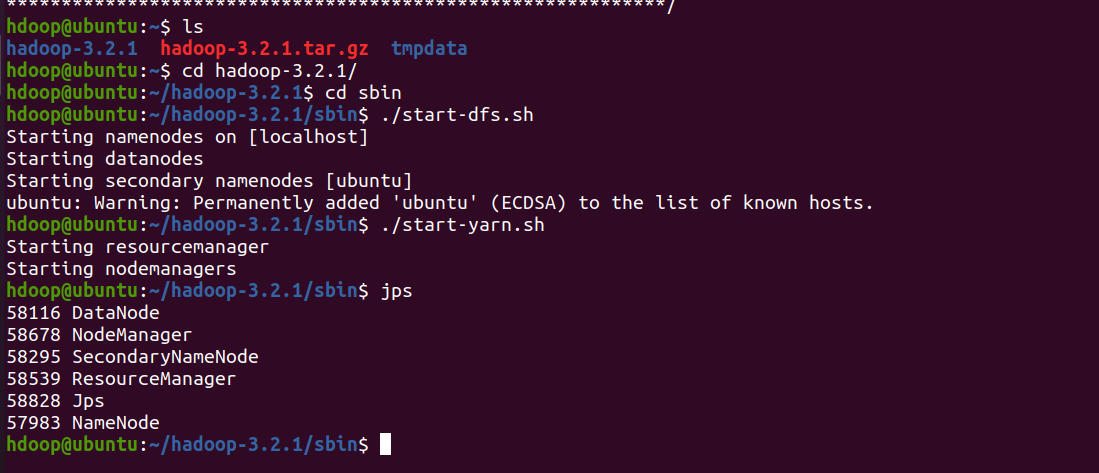 ************************************************************/
hdoop@ubuntu:~$ ls
hadoop-3.2.1  hadoop-3.2.1.tar.gz  tmpdata
hdoop@ubuntu:~$ cd hadoop-3.2.1/
hdoop@ubuntu:~/hadoop-3.2.1$ cd sbin
hdoop@ubuntu:~/hadoop-3.2.1/sbin$ ./start-dfs.sh
Starting namenodes on [localhost]
Starting datanodes
Starting secondary namenodes [ubuntu]
ubuntu: Warning: Permanently added 'ubuntu' (ECDSA) to the list of known hosts.
hdoop@ubuntu:~/hadoop-3.2.1/sbin$ ./start-yarn.sh
Starting resourcemanager
Starting nodemanagers
hdoop@ubuntu:~/hadoop-3.2.1/sbin$ jps
58116 DataNode
58678 NodeManager
58295 SecondaryNameNode
58539 ResourceManager
58828 Jps
57983 NameNode
hdoop@ubuntu:~/hadoop-3.2.1/sbin$